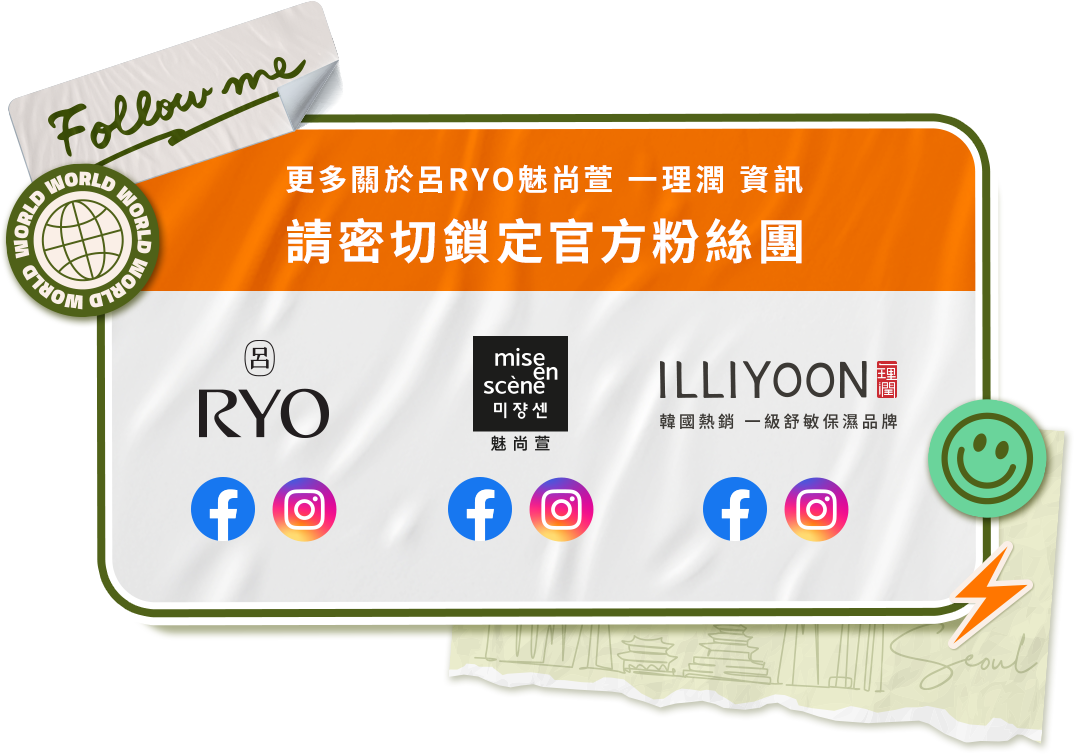 Follow me
WORLD WORLD WORLD WORLD WORLD WORLD
更多關於呂RYO魅尚萱 一理潤 資訊
請密切鎖定官方粉絲團
呂
RYO
mise
en
scène
미쟝센
魅尚萱
ILLIYOON 一理潤
韓國熱銷 一級舒敏保濕品牌
Seoul